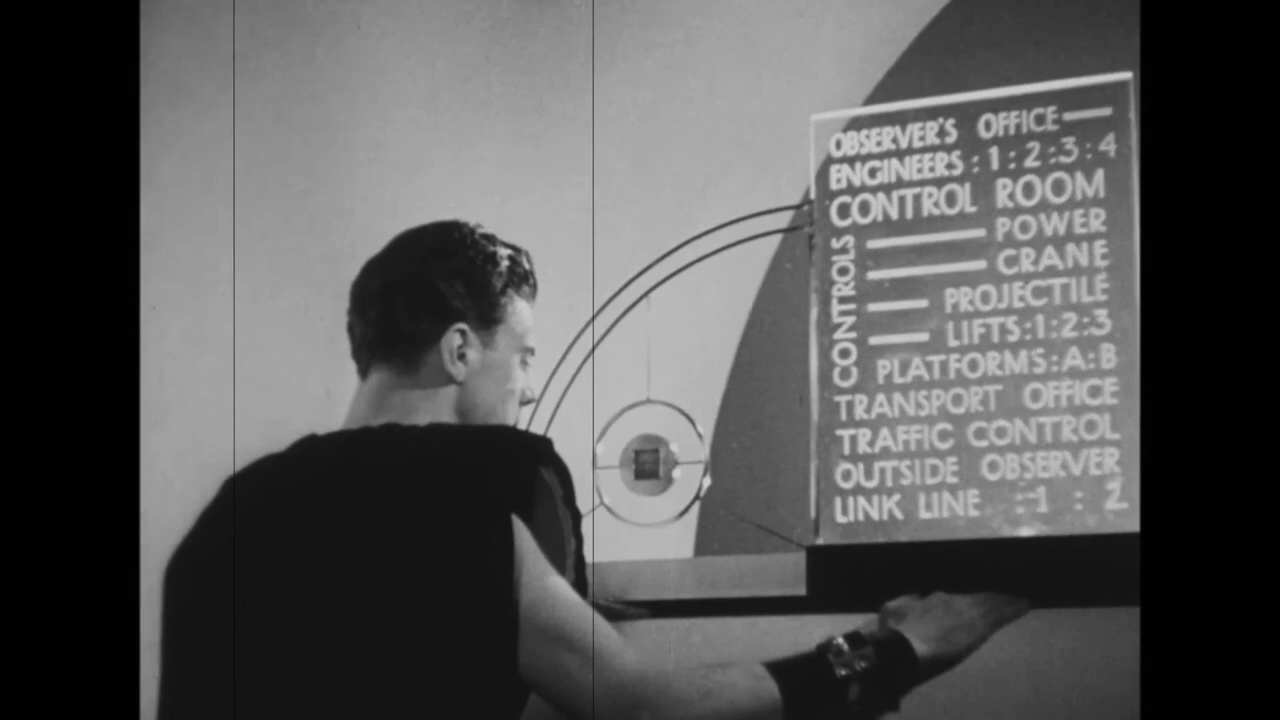 OBSERVER'S OFFICE
ENGINEERS : 1 : 2 : 3 : 4
CONTROL ROOM
CONTROLS
POWER
CRANE
PROJECTILE
LIFTS:1:2:3
PLATFORMS:A:B
TRANSPORT OFFICE
TRAFFIC CONTROL
OUTSIDE OBSERVER
LINK LINE :1 : 2